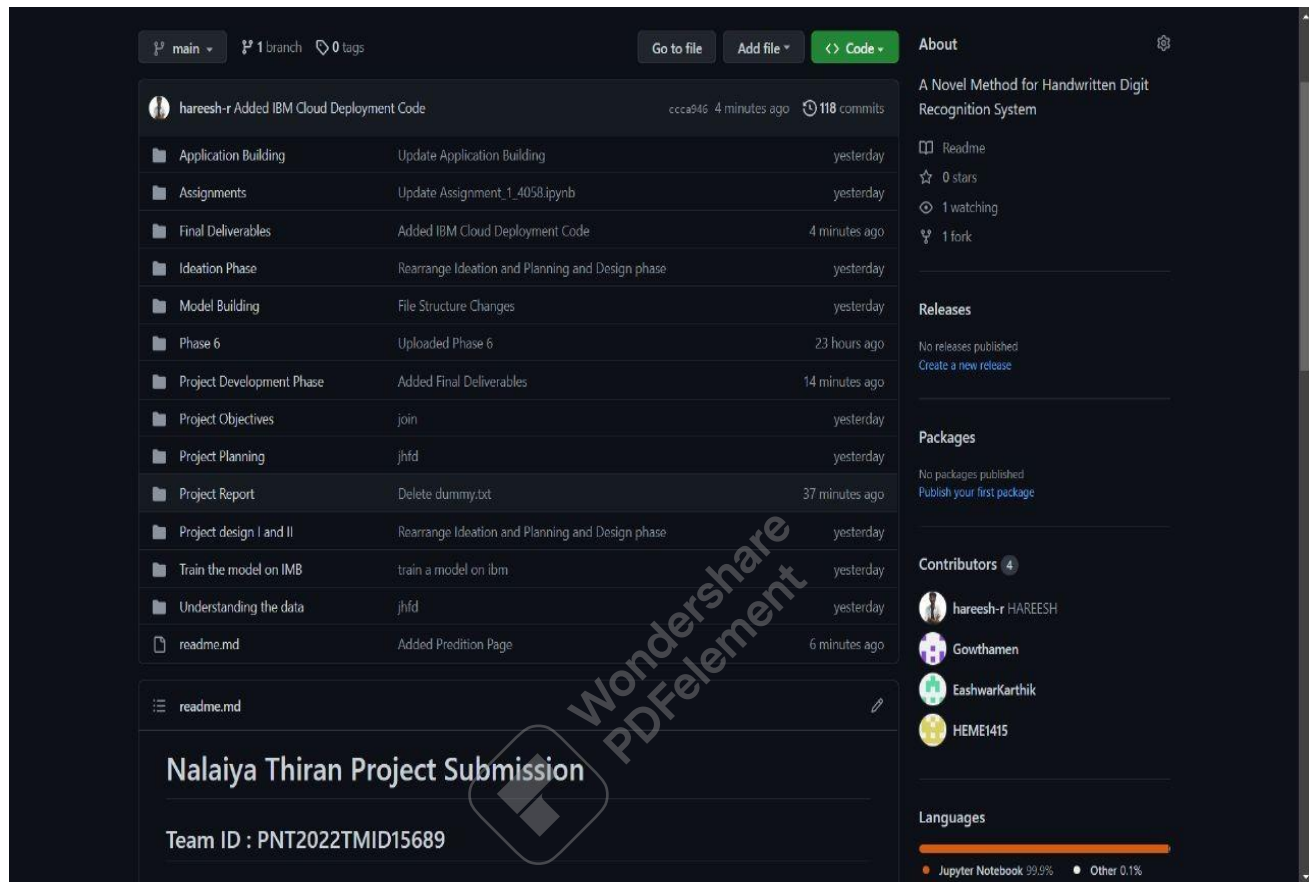 main 1 branch 0 tags Go to file Add file Code
hareesh-r Added IBM Cloud Deployment Code ccca946 4 minutes ago 118 commits
Application Building Update Application Building yesterday
Assignments Update Assignment_1_4058.ipynb yesterday
Final Deliverables Added IBM Cloud Deployment Code 4 minutes ago
Ideation Phase Rearrange Ideation and Planning and Design phase yesterday
Model Building File Structure Changes yesterday
Phase 6 Uploaded Phase 6 23 hours ago
Project Development Phase Added Final Deliverables 14 minutes ago
Project Objectives join yesterday
Project Planning jhfd yesterday
Project Report Delete dummy.txt 37 minutes ago
Project design I and II Rearrange Ideation and Planning and Design phase yesterday
Train the model on IMB train a model on ibm yesterday
Understanding the data jhfd yesterday
readme.md Added Predition Page 6 minutes ago
readme.md
Nalaiya Thiran Project Submission
Team ID : PNT2022TMID15689
About
A Novel Method for Handwritten Digit
Recognition System
Readme
0 stars
1 watching
1 fork
Releases
No releases published
Create a new release
Packages
No packages published
Publish your first package
Contributors 4
hareesh-r HAREESH
Gowthamen
EashwarKarthik
HEME1415
Languages
Jupyter Notebook 99.9% Other 0.1%
Wondershare
PDFelement